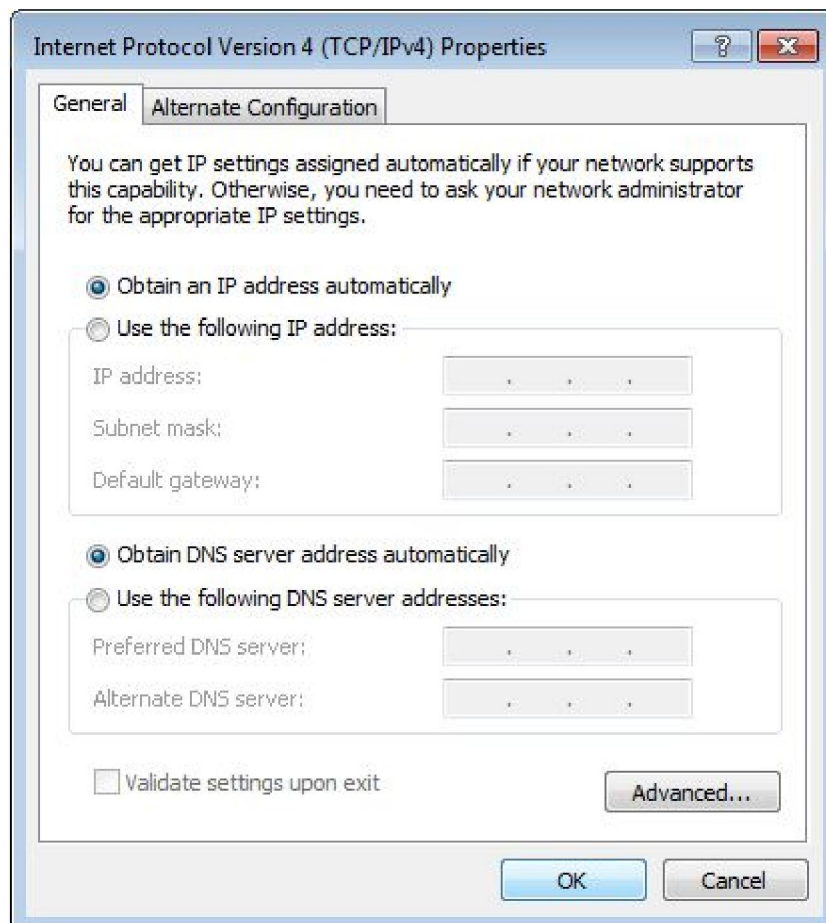 Internet Protocol Version 4 (TCP/IPv4) Properties
General
Alternate Configuration
You can get IP settings assigned automatically if your network supports
this capability. Otherwise, you need to ask your network administrator
for the appropriate IP settings.
Obtain an IP address automatically
Use the following IP address:
IP address:
Subnet mask:
Default gateway:
Obtain DNS server address automatically
Use the following DNS server addresses:
Preferred DNS server:
Alternate DNS server:
Validate settings upon exit
Advanced...
OK
Cancel